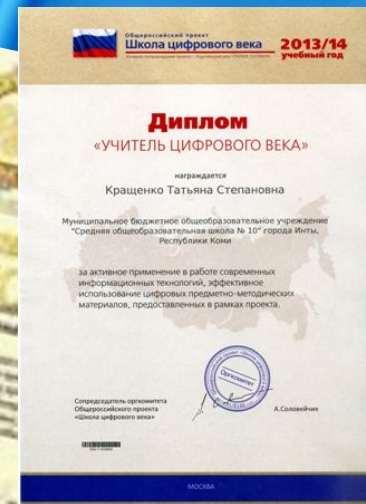 Общероссийский проект
Школа цифрового века
2013/14
учебный год
Диплом
«УЧИТЕЛЬ ЦИФРОВОГО ВЕКА»
награждается
Кращенко Татьяна Степановна
Муниципальное бюджетное общеобразовательное учреждение
"Средняя общеобразовательная школа № 10" города Инты,
Республики Коми
за активное применение в работе современных
информационных технологий, эффективное
использование цифровых предметно-методических
материалов, предоставленных в рамках проекта.
Оргкомитет
Сопредседатель оргкомитета
Общероссийского проекта
«Школа цифрового века»
А.Соловейчик
МОСКВА